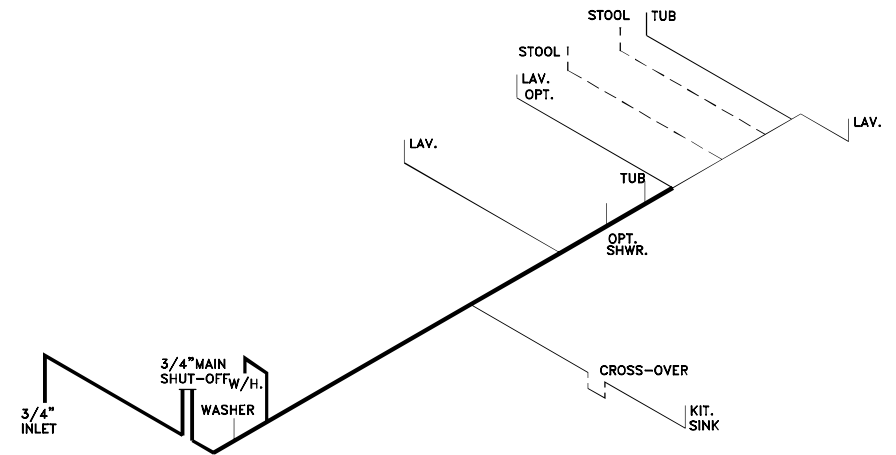 STOOL
TUB
STOOL
LAV.
OPT.
LAV.
LAV.
TUB
OPT.
SHWR.
3/4" MAIN
SHUT-OFF
W/H.
CROSS-OVER
3/4"
INLET
WASHER
KIT.
SINK